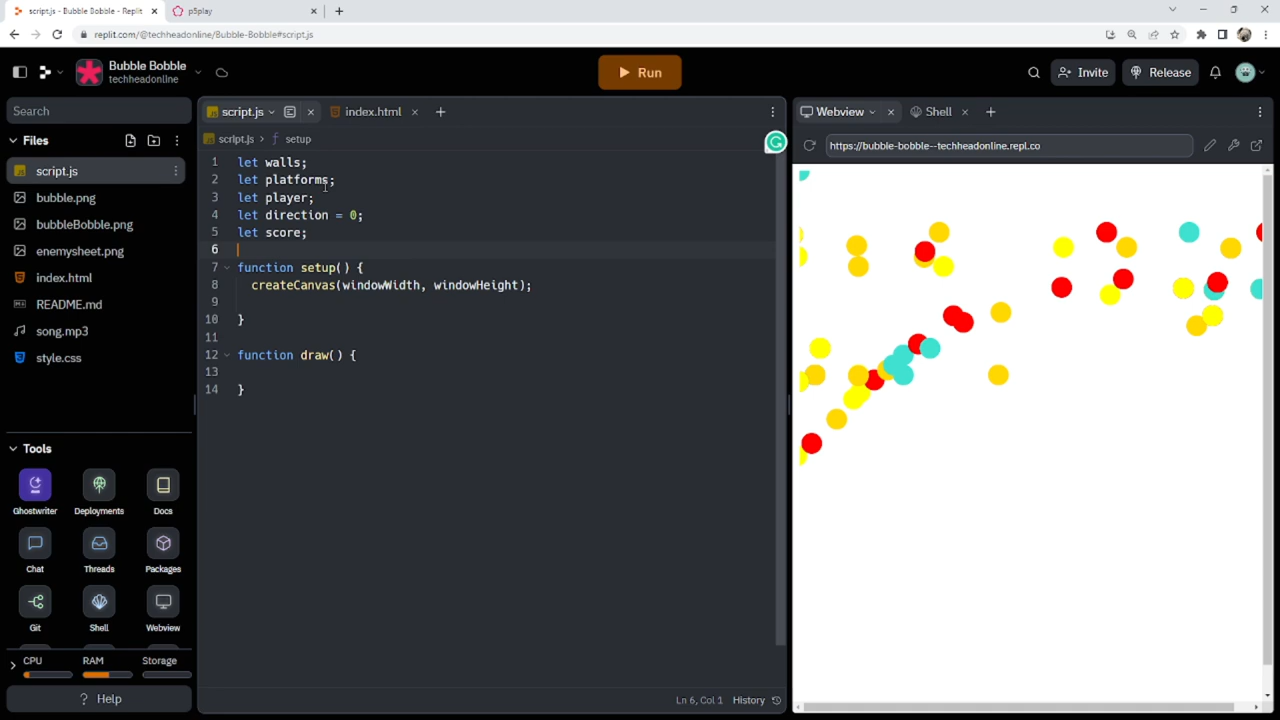 script.js - Bubble Bobble - Replit
p5play
replit.com/@techheadonline/Bubble-Bobble#script.js
Bubble Bobble
techheadonline
Run
Invite
Release
Search
Files
script.js
bubble.png
bubbleBobble.png
enemysheet.png
index.html
README.md
song.mp3
style.css
Tools
Ghostwriter
Deployments
Docs
Chat
Threads
Packages
Git
Shell
Webview
CPU
RAM
Storage
? Help
script.js
index.html
script.js > f setup
1 let walls;
2 let platforms;
3 let player;
4 let direction = 0;
5 let score;
6
7 function setup() {
8 createCanvas(windowWidth, windowHeight);
9
10 }
11
12 function draw() {
13
14 }
Ln 6, Col 1
History
Webview
Shell
https://bubble-bobble--techheadonline.repl.co